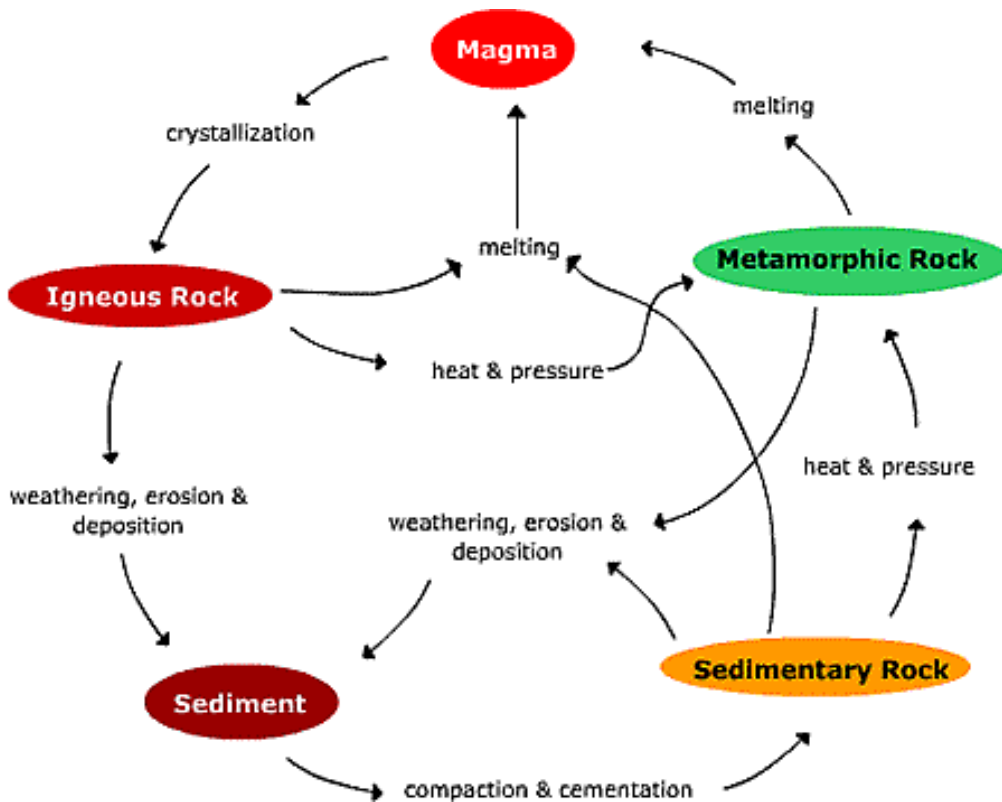 Magma
melting
crystallization
melting
Metamorphic Rock
Igneous Rock
heat & pressure
heat & pressure
weathering, erosion &
deposition
weathering, erosion &
deposition
Sedimentary Rock
Sediment
compaction & cementation